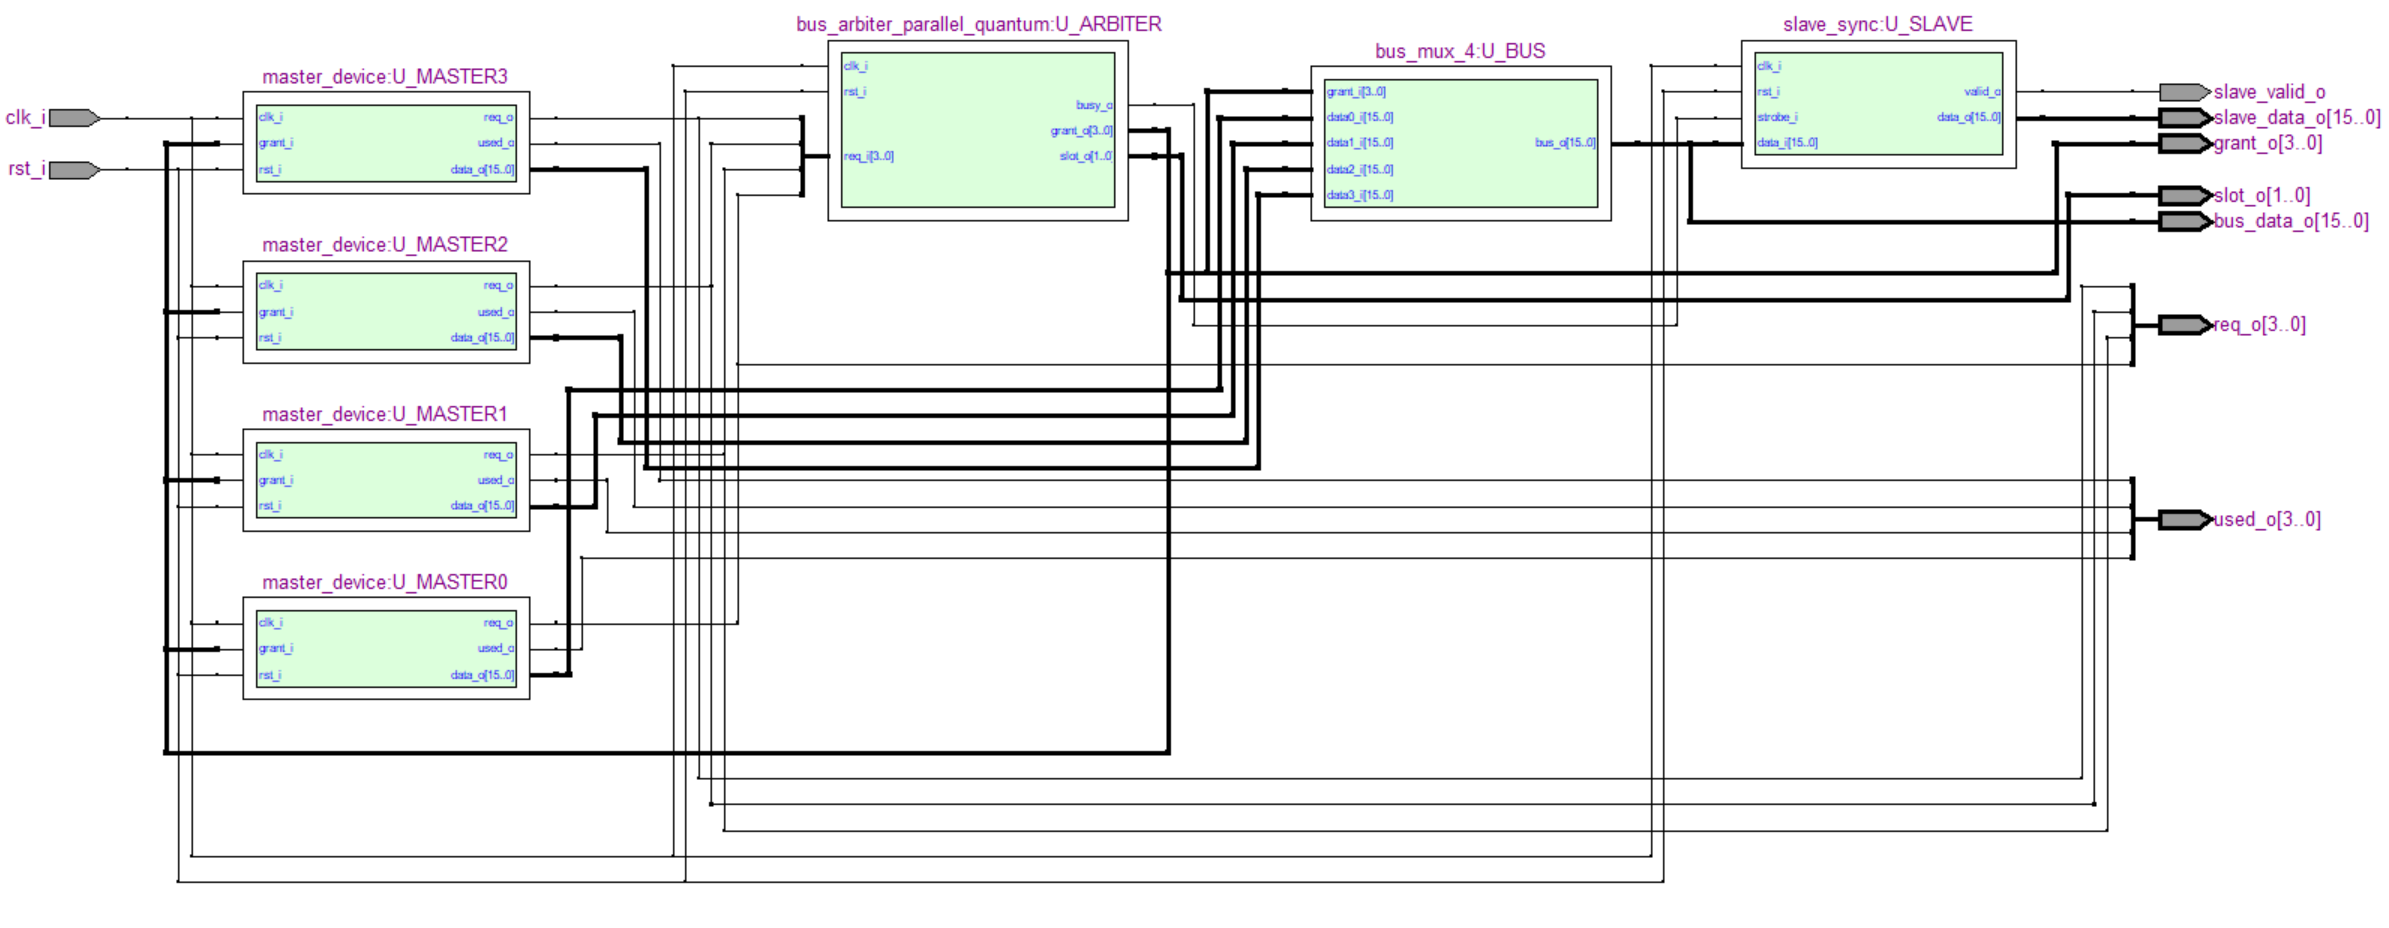 clk_i
rst_i
master_device:U_MASTER3
clk_i
grant_i
rst_i
req_o
used_o
data_o[15..0]
master_device:U_MASTER2
clk_i
grant_i
rst_i
req_o
used_o
data_o[15..0]
master_device:U_MASTER1
clk_i
grant_i
rst_i
req_o
used_o
data_o[15..0]
master_device:U_MASTER0
clk_i
grant_i
rst_i
req_o
used_o
data_o[15..0]
bus_arbiter_parallel_quantum:U_ARBITER
clk_i
rst_i
req_i[3..0]
busy_o
grant_o[3..0]
slot_o[1..0]
bus_mux_4:U_BUS
grant_i[3..0]
data0_i[15..0]
data1_i[15..0]
data2_i[15..0]
data3_i[15..0]
bus_o[15..0]
slave_sync:U_SLAVE
clk_i
rst_i
strobe_i
data_i[15..0]
valid_o
data_o[15..0]
slave_valid_o
slave_data_o[15..0]
grant_o[3..0]
slot_o[1..0]
bus_data_o[15..0]
req_o[3..0]
used_o[3..0]